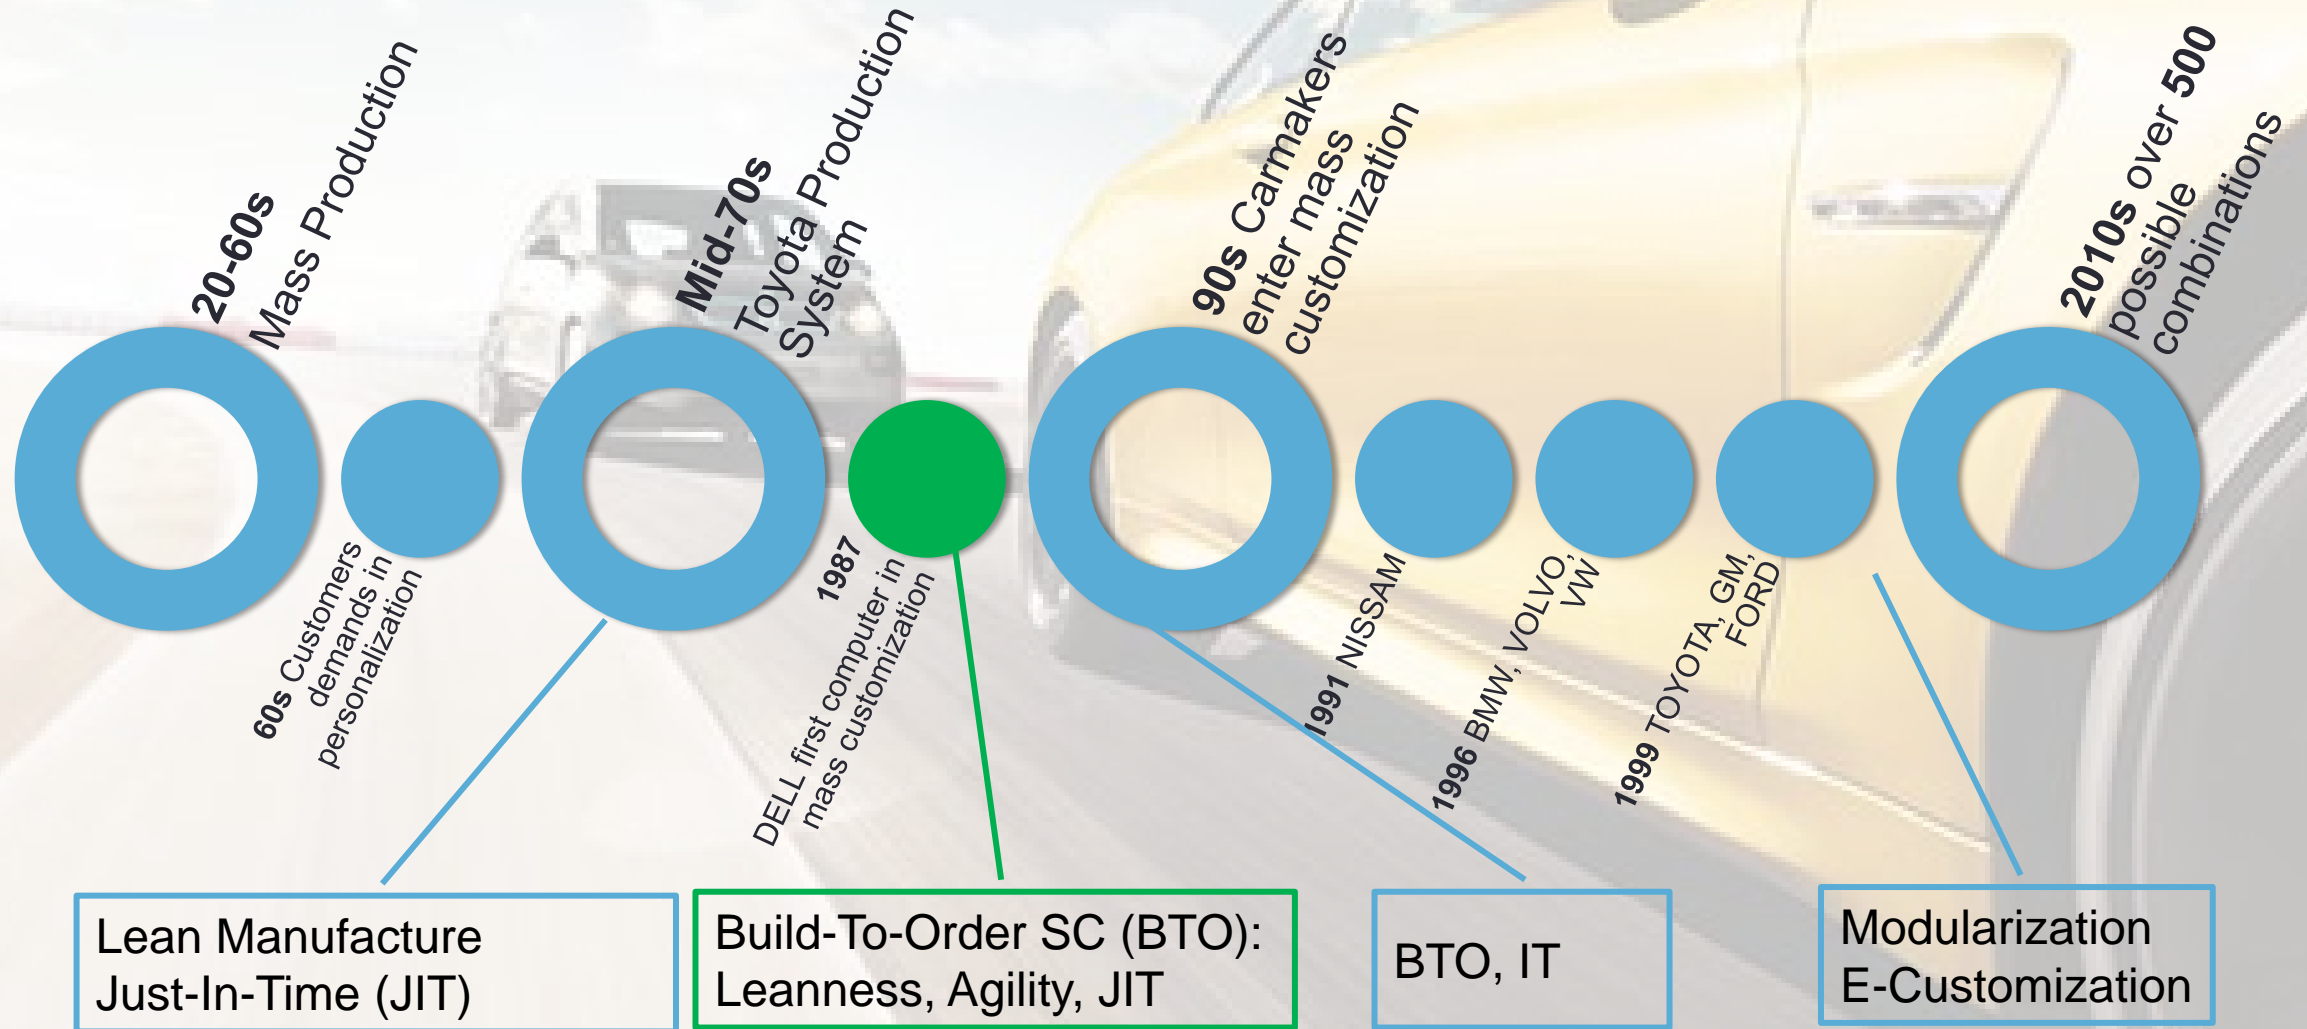 20-60s
Mass Production
60s Customers
demands in
personalization
Mid-70s
Toyota Production
System
1987
DELL first computer in
mass customization
90s Carmakers
enter mass
customization
1991 NISSAM
1996 BMW, VOLVO,
VW
1999 TOYOTA, GM,
FORD
2010s over 500
possible
combinations
Lean Manufacture
Just-In-Time (JIT)
Build-To-Order SC (BTO):
Leanness, Agility, JIT
BTO, IT
Modularization
E-Customization